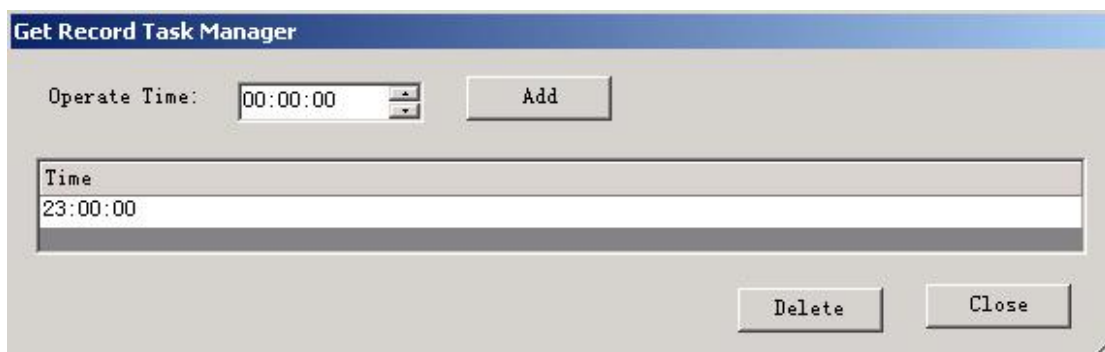 Get Record Task Manager
Operate Time: 00:00:00 Add
Time
23:00:00
Delete Close